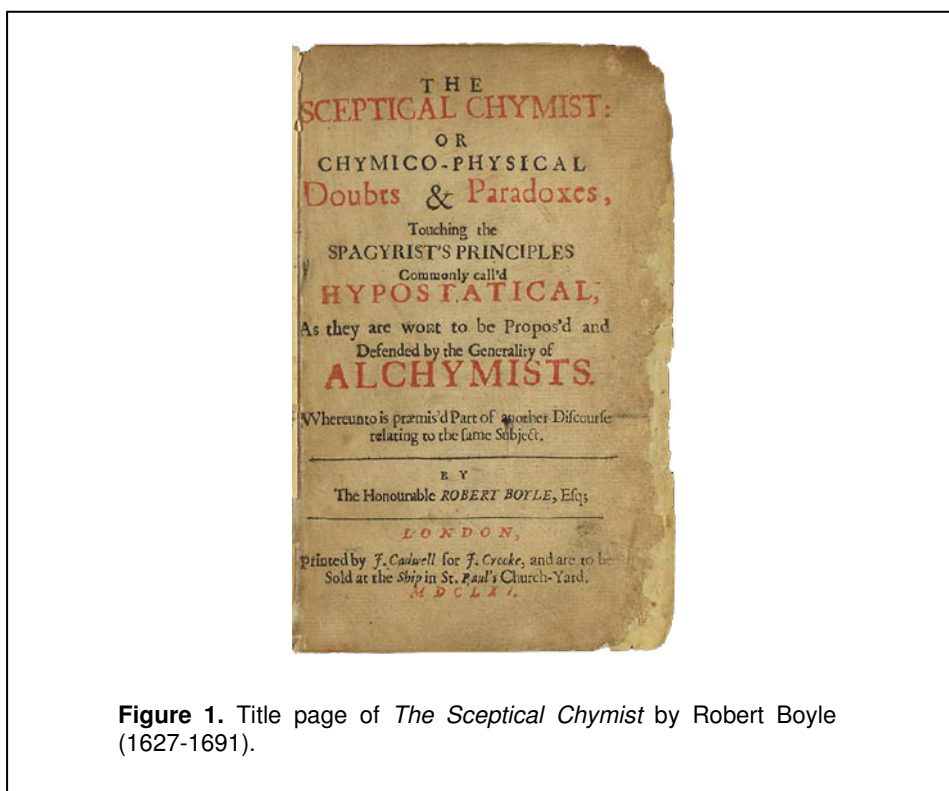 THE
SCEPTICAL CHYMIST:
OR
CHYMICO-PHYSICAL
Doubts & Paradoxes,
Touching the
SPAGYRIST'S PRINCIPLES
Commonly call'd
HYPOSTATICAL,
As they are wont to be Propos'd and
Defended by the Generality of
ALCHYMISTS.
Whereunto is præmis'd Part of another Discourse
relating to the same Subject.
BY
The Honourable ROBERT BOYLE, Esq;
LONDON,
Printed by J. Cadwell for J. Crooke, and are to be
Sold at the Ship in St. Paul's Church-Yard.
MDCLXI.
Figure 1. Title page of The Sceptical Chymist by Robert Boyle
(1627-1691).